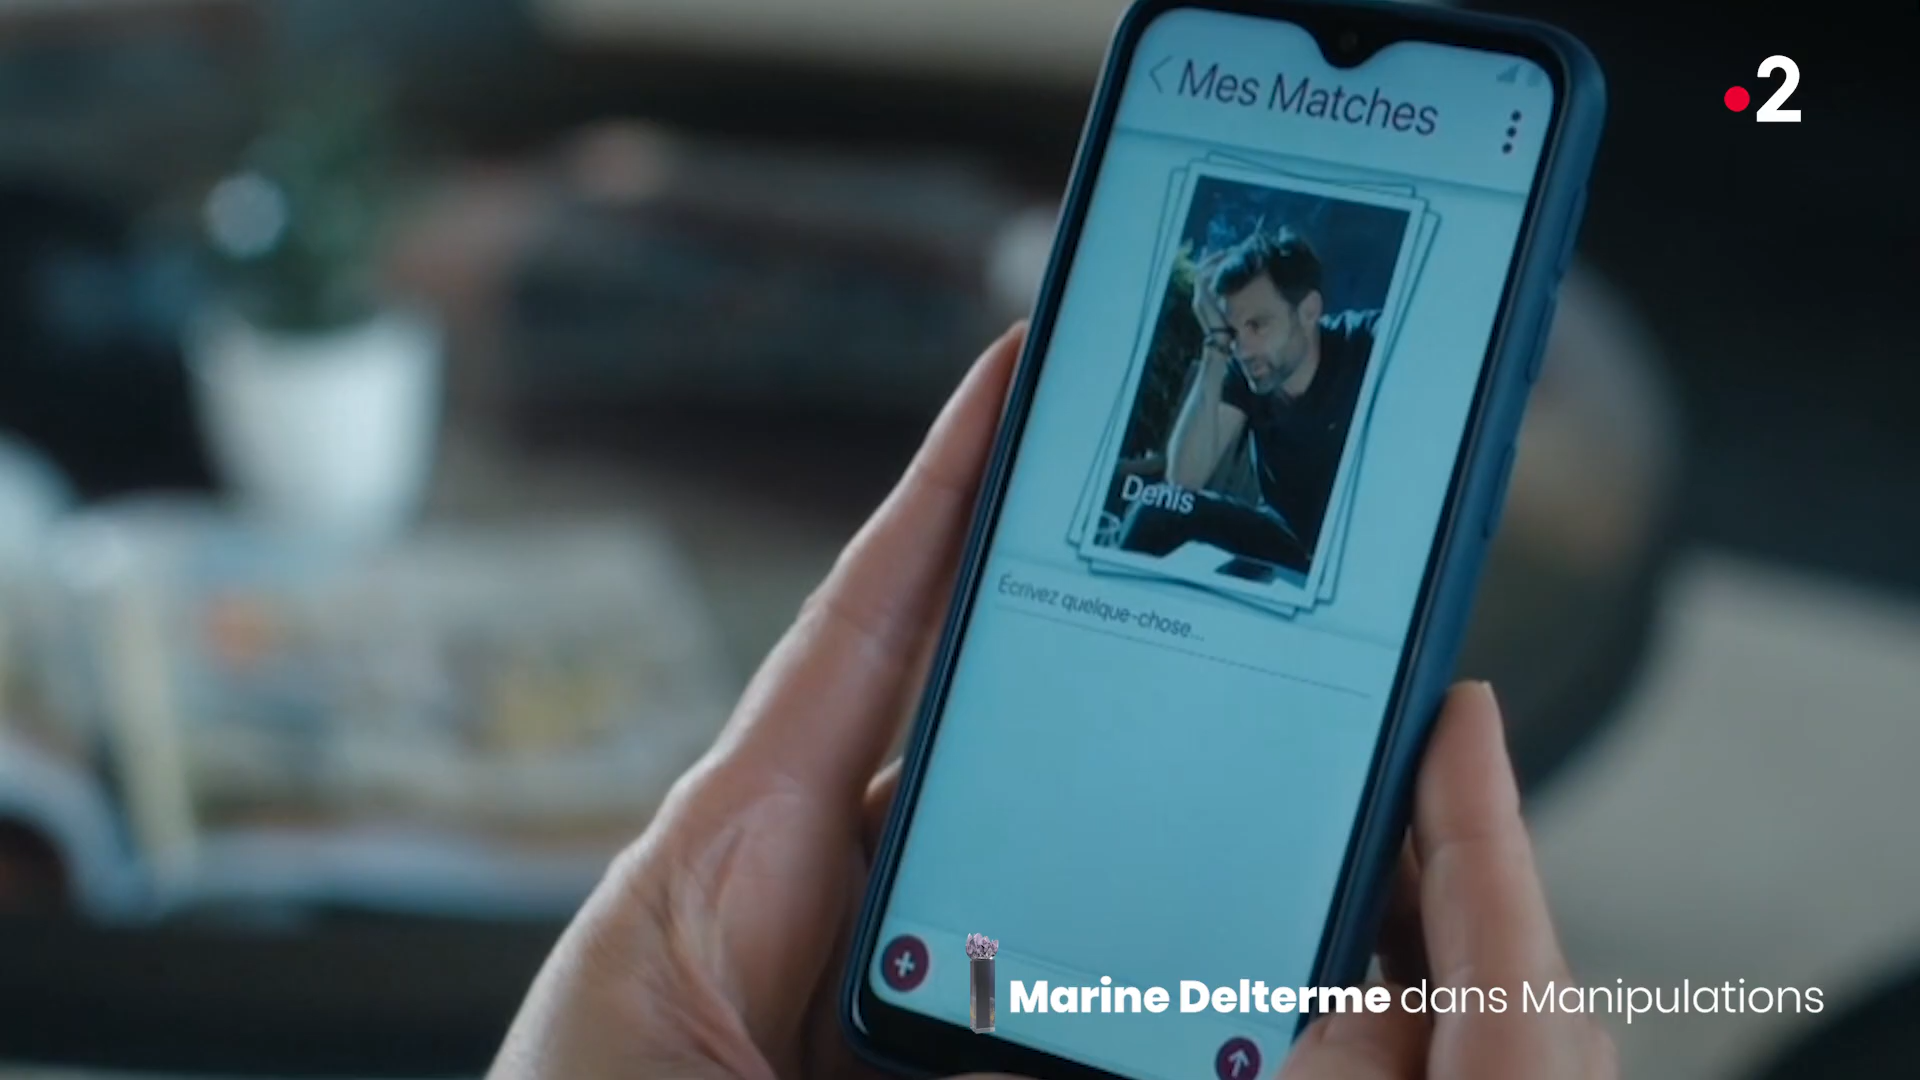 Mes Matches
2
Denis
Écrivez quelque-chose...
Marine Delterme dans Manipulations